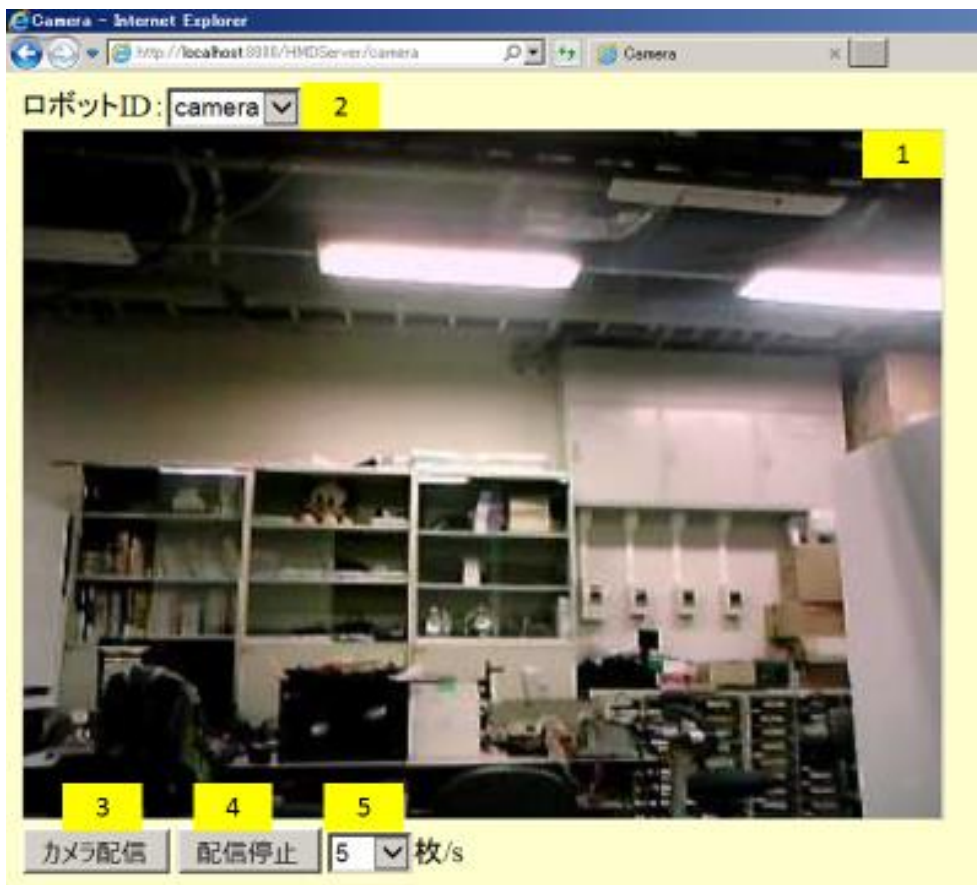 Camera - Internet Explorer
http://localhost:8080/HMDServer/camera Camera
ロボットID: camera 2
1
3 4 5
カメラ配信 配信停止 5 枚/s